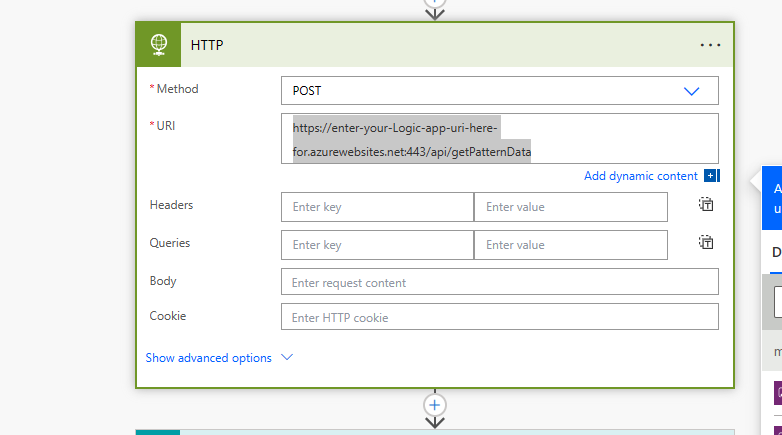 HTTP
* Method
POST
* URI
https://enter-your-Logic-app-uri-here-
for.azurewebsites.net:443/api/getPatternData
Add dynamic content
Headers
Enter key
Enter value
Queries
Enter key
Enter value
Body
Enter request content
Cookie
Enter HTTP cookie
Show advanced options
A
u
D
m